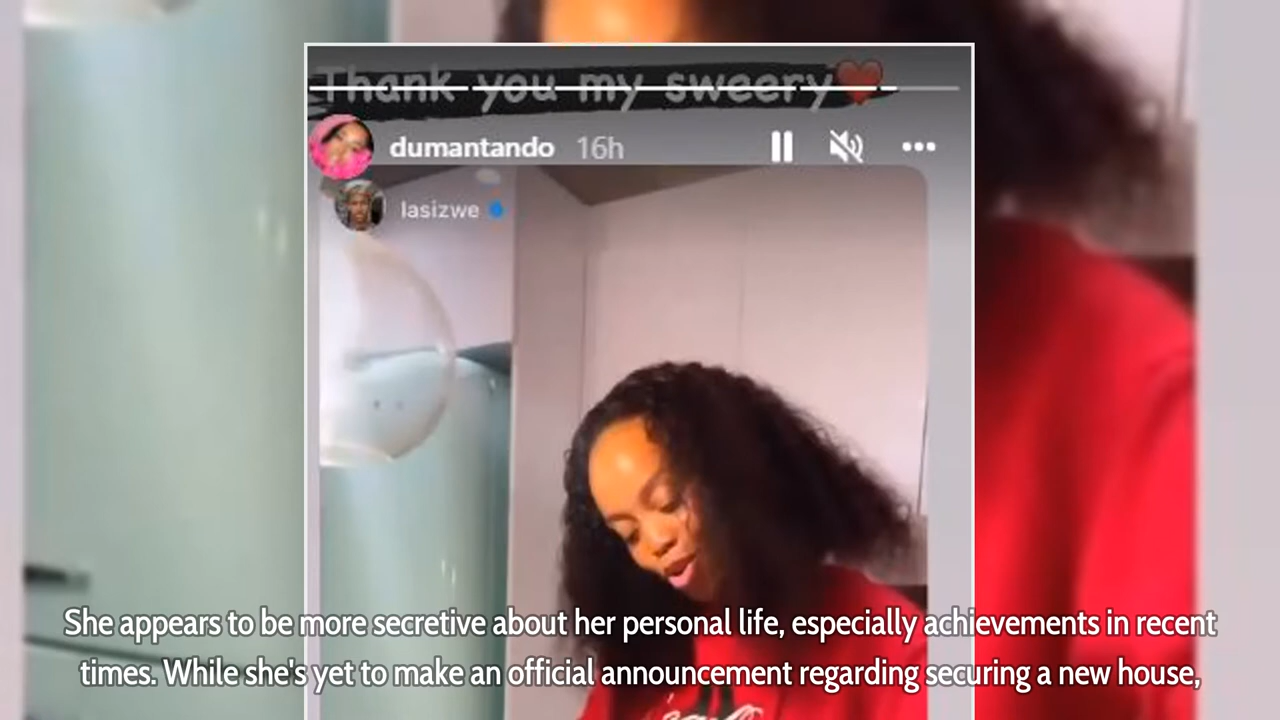 Thank you my sweery❤️
dumantando 16h
lasizwe
She appears to be more secretive about her personal life, especially achievements in recent
times. While she's yet to make an official announcement regarding securing a new house,